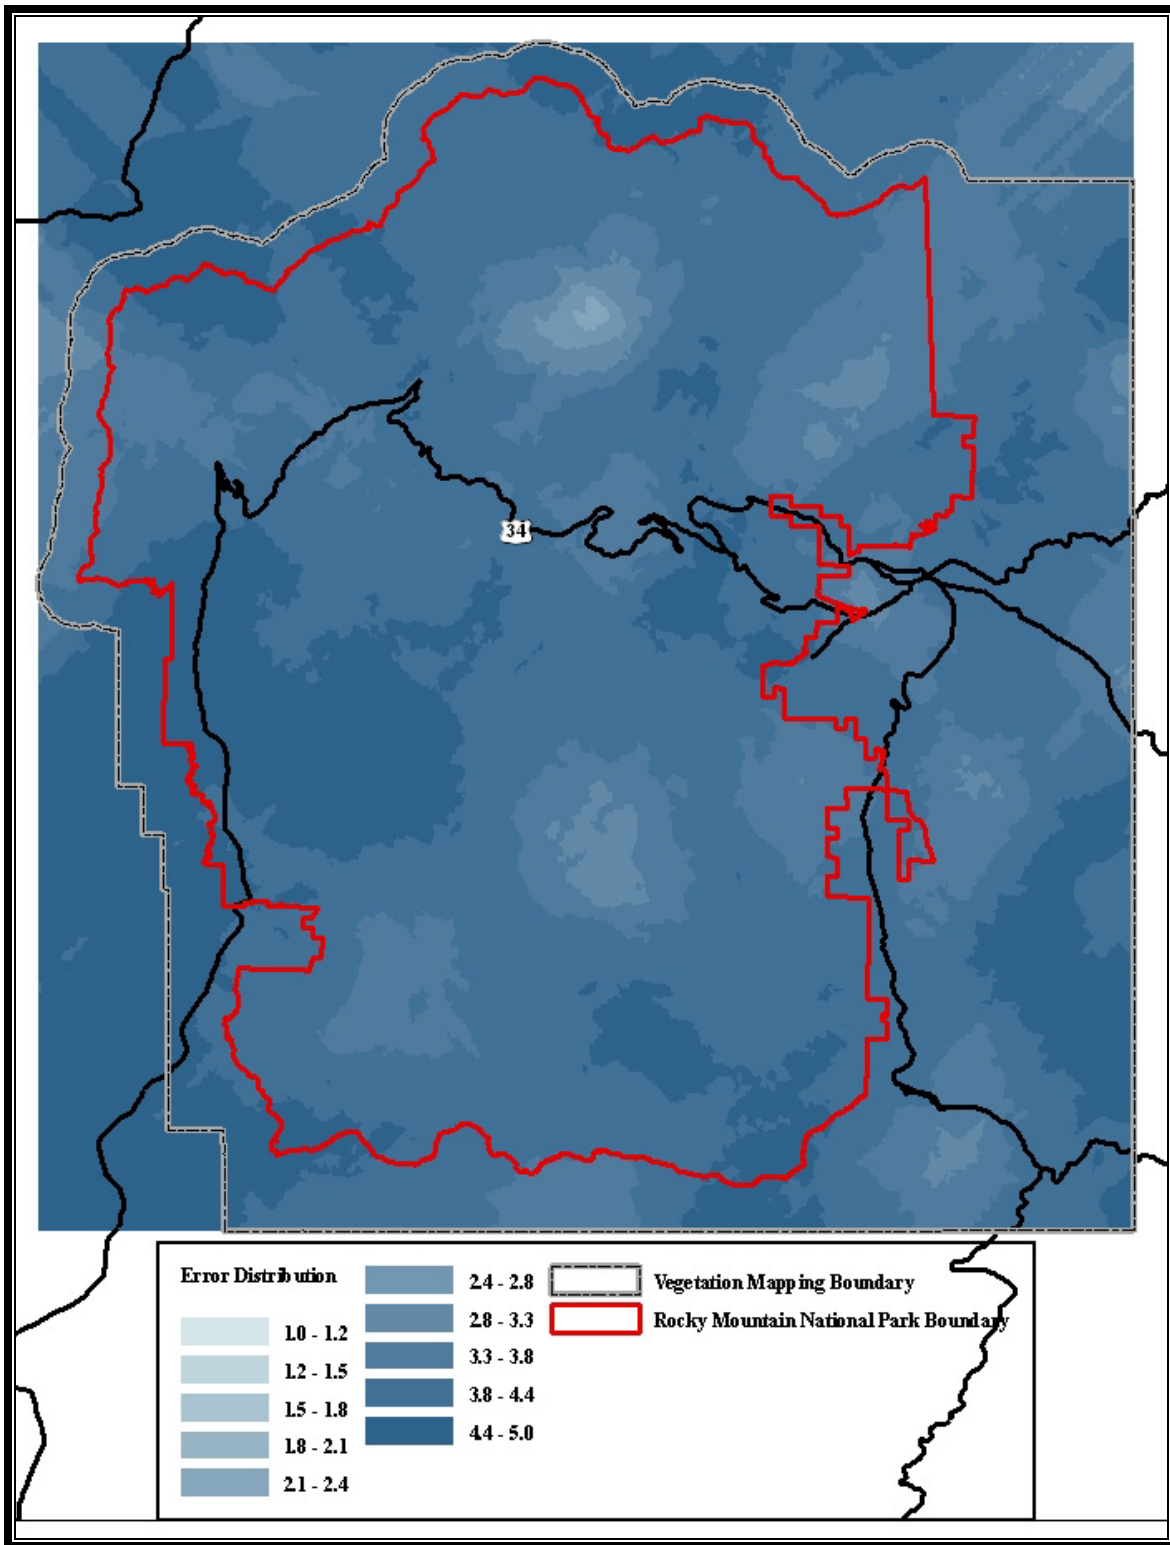 34
Error Distribution
1.0 - 1.2
1.2 - 1.5
1.5 - 1.8
1.8 - 2.1
2.1 - 2.4
2.4 - 2.8
2.8 - 3.3
3.3 - 3.8
3.8 - 4.4
4.4 - 5.0
Vegetation Mapping Boundary
Rocky Mountain National Park Boundary